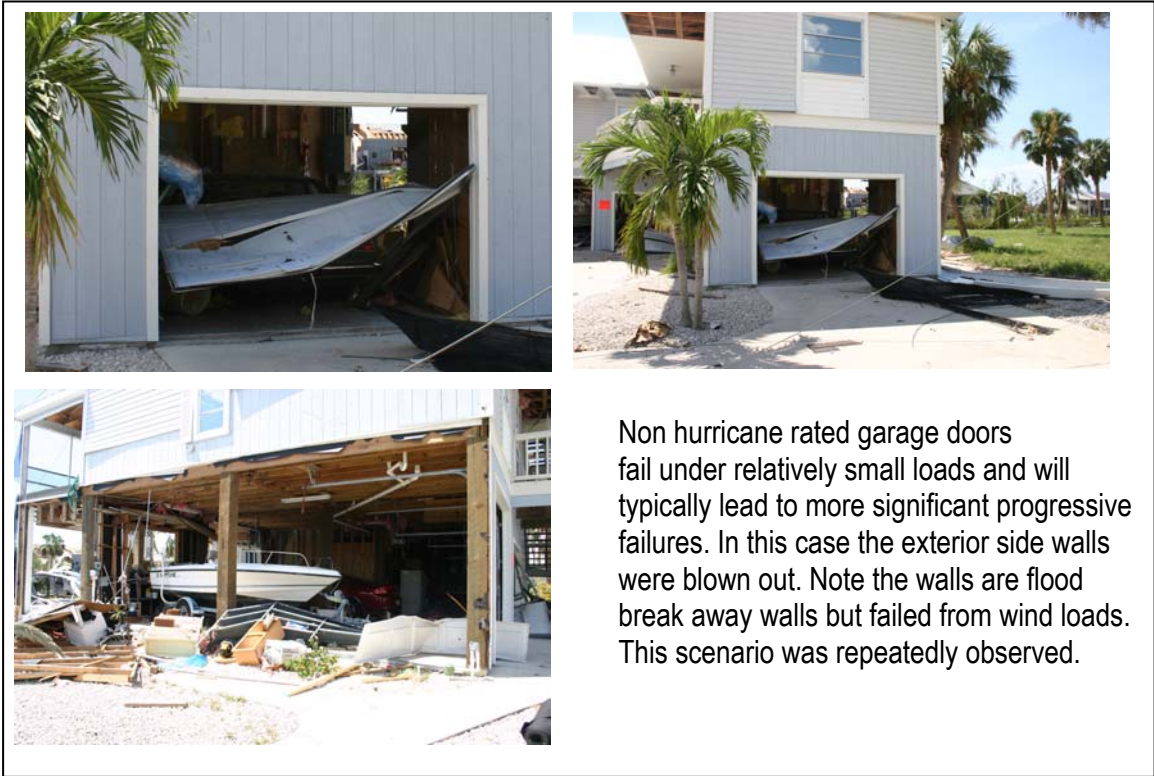 Non hurricane rated garage doors
fail under relatively small loads and will
typically lead to more significant progressive
failures. In this case the exterior side walls
were blown out. Note the walls are flood
break away walls but failed from wind loads.
This scenario was repeatedly observed.